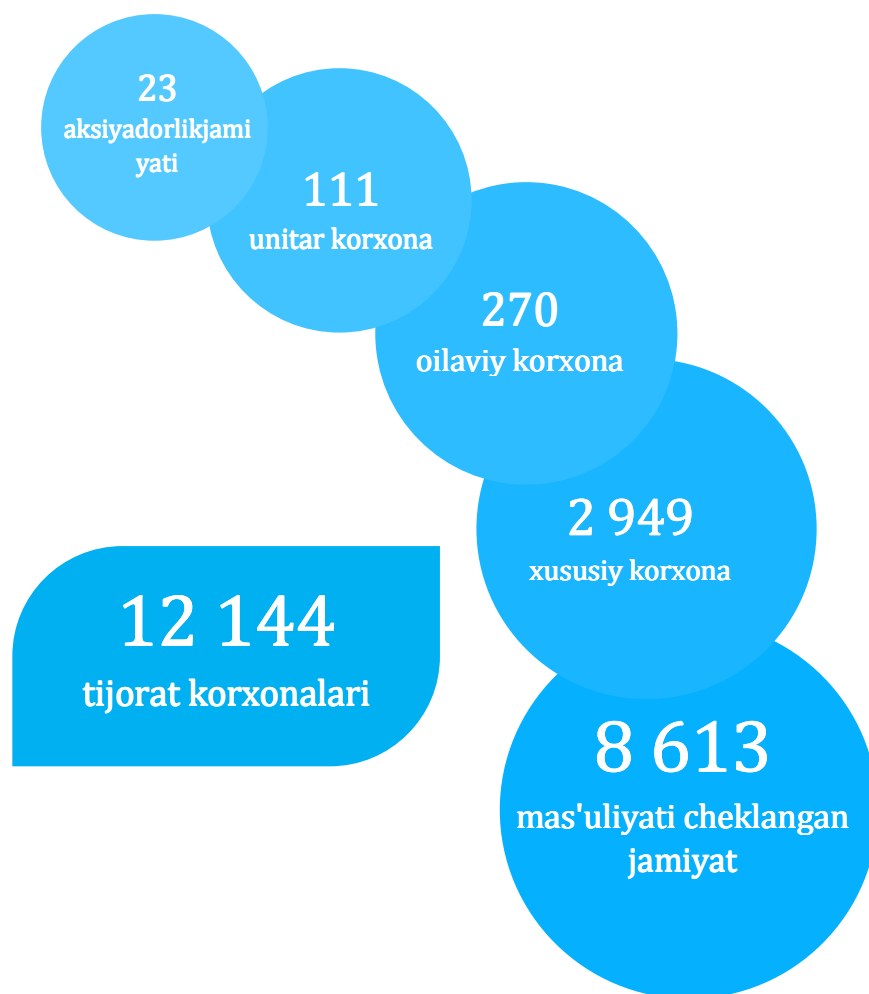 23
aksiyadorlikjami
yati
111
unitar korxona
270
oilaviy korxona
2 949
xususiy korxona
12 144
tijorat korxonalari
8 613
mas'uliyati cheklangan
jamiyat